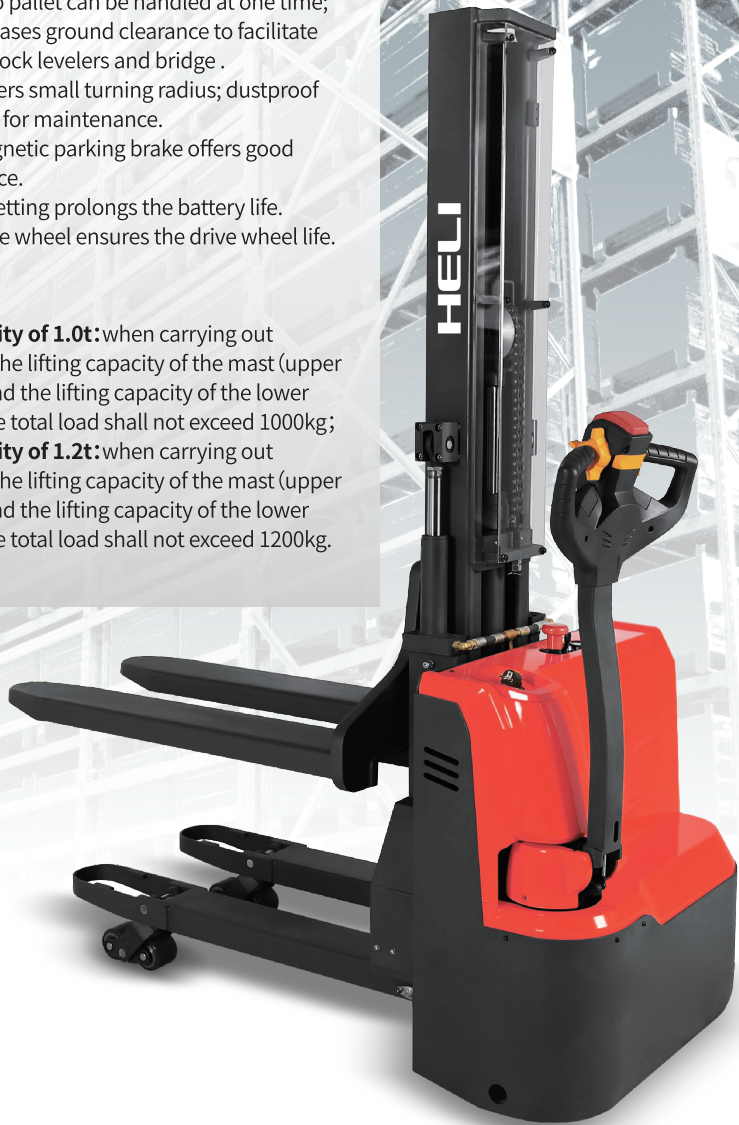 pallet can be handled at one time;
ases ground clearance to facilitate
ock levelers and bridge .
ers small turning radius; dustproof
for maintenance.
gnetic parking brake offers good
ce.
etting prolongs the battery life.
e wheel ensures the drive wheel life.
ity of 1.0t: when carrying out
he lifting capacity of the mast (upper
nd the lifting capacity of the lower
e total load shall not exceed 1000kg;
ity of 1.2t: when carrying out
he lifting capacity of the mast (upper
nd the lifting capacity of the lower
e total load shall not exceed 1200kg.
HELI